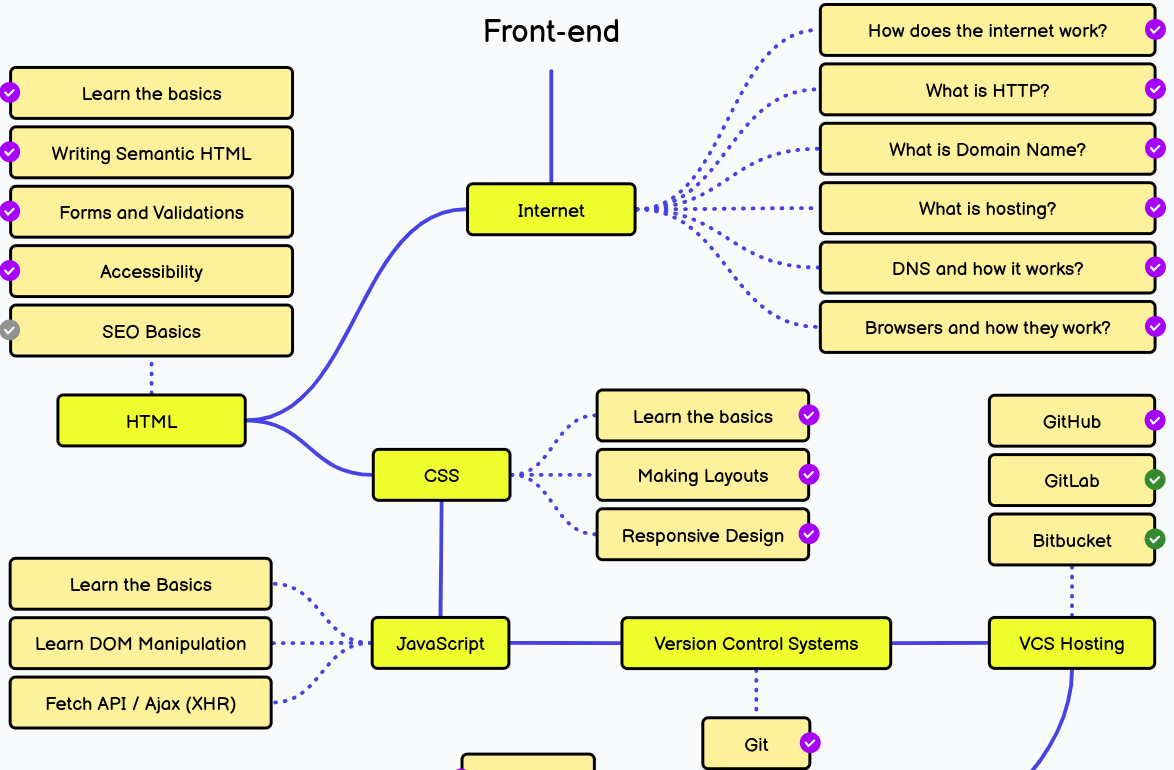 Front-end
How does the internet work?
What is HTTP?
What is Domain Name?
What is hosting?
DNS and how it works?
Browsers and how they work?
Internet
Learn the basics
Writing Semantic HTML
Forms and Validations
Accessibility
SEO Basics
HTML
CSS
Learn the basics
Making Layouts
Responsive Design
GitHub
GitLab
Bitbucket
Learn the Basics
Learn DOM Manipulation
Fetch API / Ajax (XHR)
JavaScript
Version Control Systems
VCS Hosting
Git